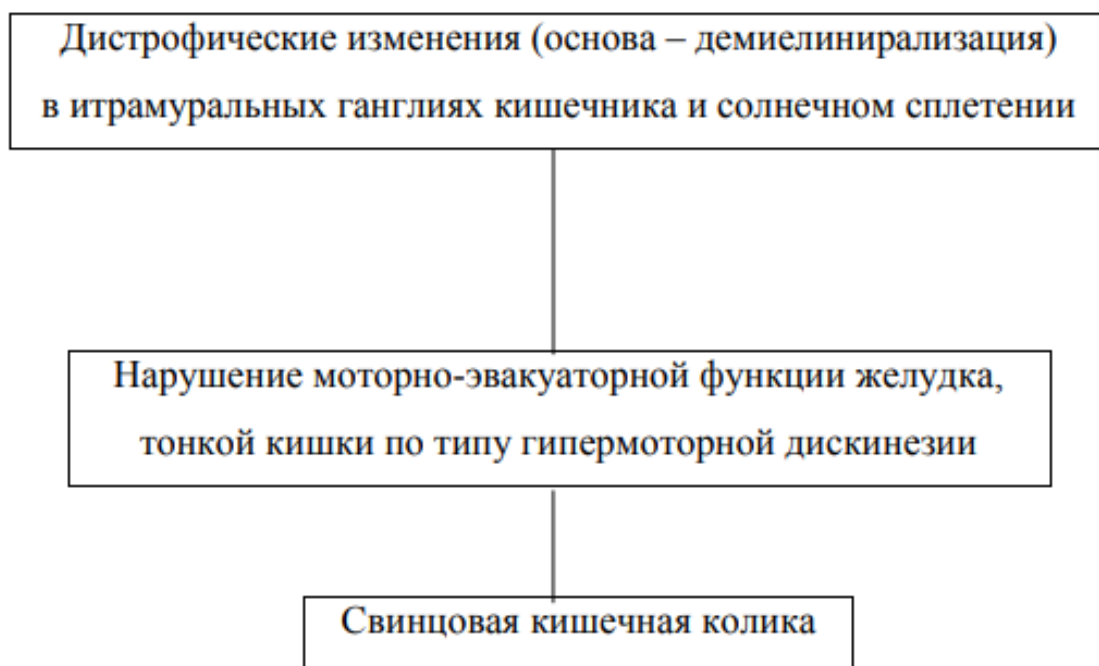 Дистрофические изменения (основа – демиелинирализация)
в итрамуральных ганглиях кишечника и солнечном сплетении
Нарушение моторно-эвакуаторной функции желудка,
тонкой кишки по типу гипермоторной дискинезии
Свинцовая кишечная колика